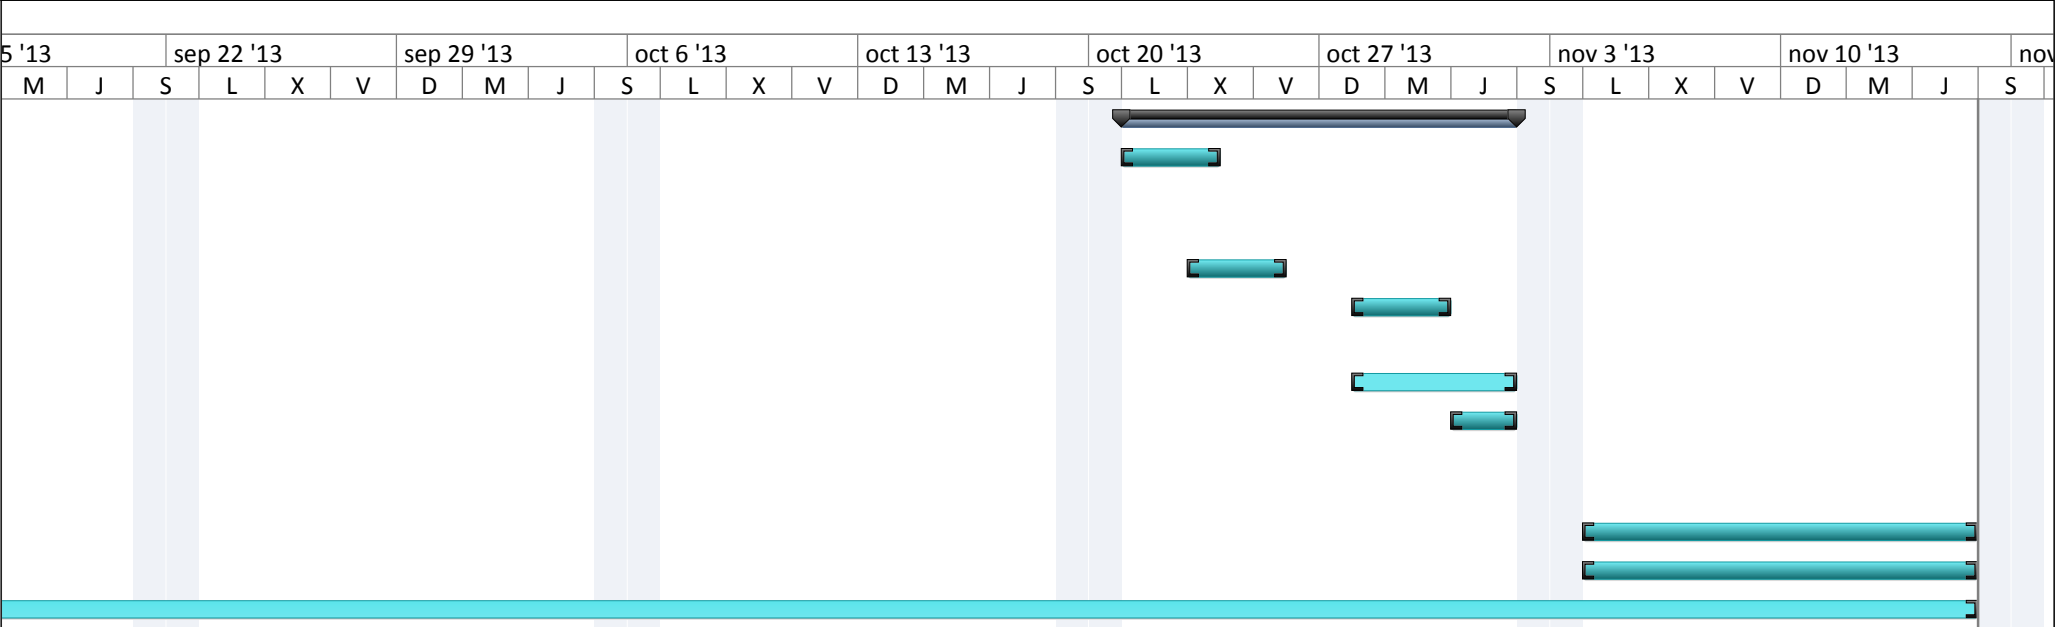 5 '13 sep 22 '13 sep 29 '13 oct 6 '13 oct 13 '13 oct 20 '13 oct 27 '13 nov 3 '13 nov 10 '13 nov
M J S L X V D M J S L X V D M J S L X V D M J S L X V D M J S